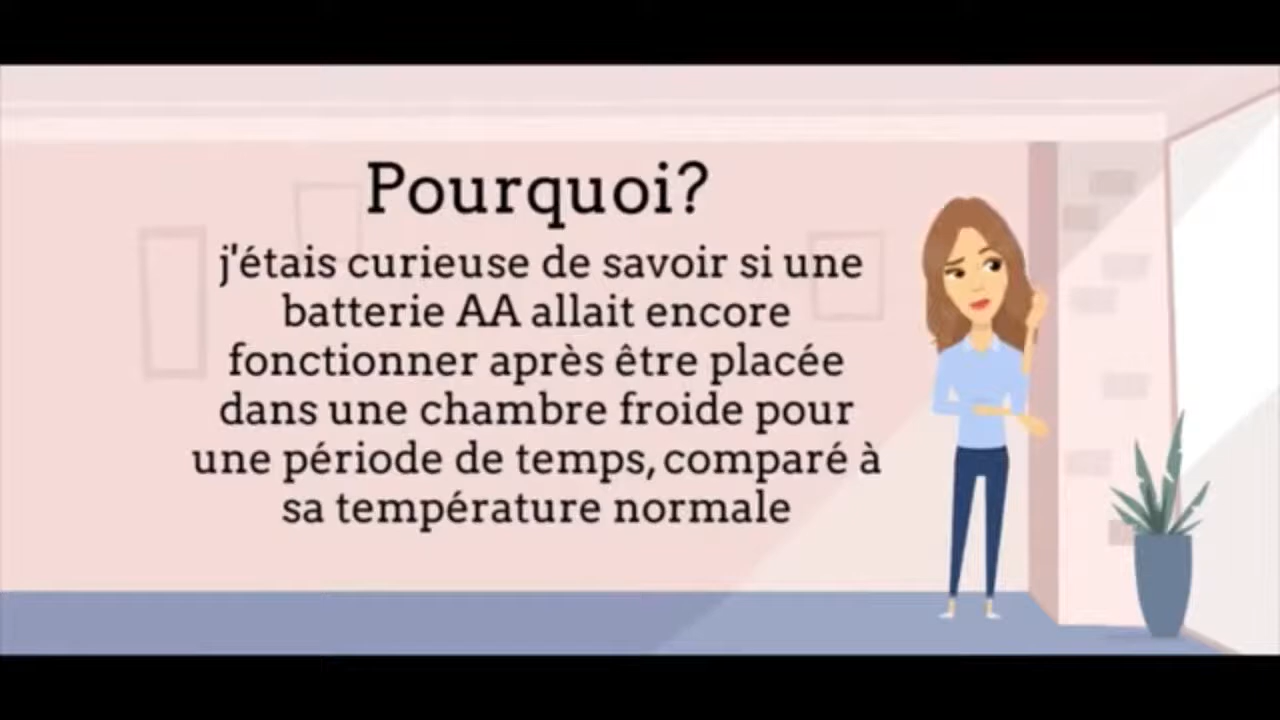 Pourquoi?
j'étais curieuse de savoir si une
batterie AA allait encore
fonctionner après être placée
dans une chambre froide pour
une période de temps, comparé à
sa température normale